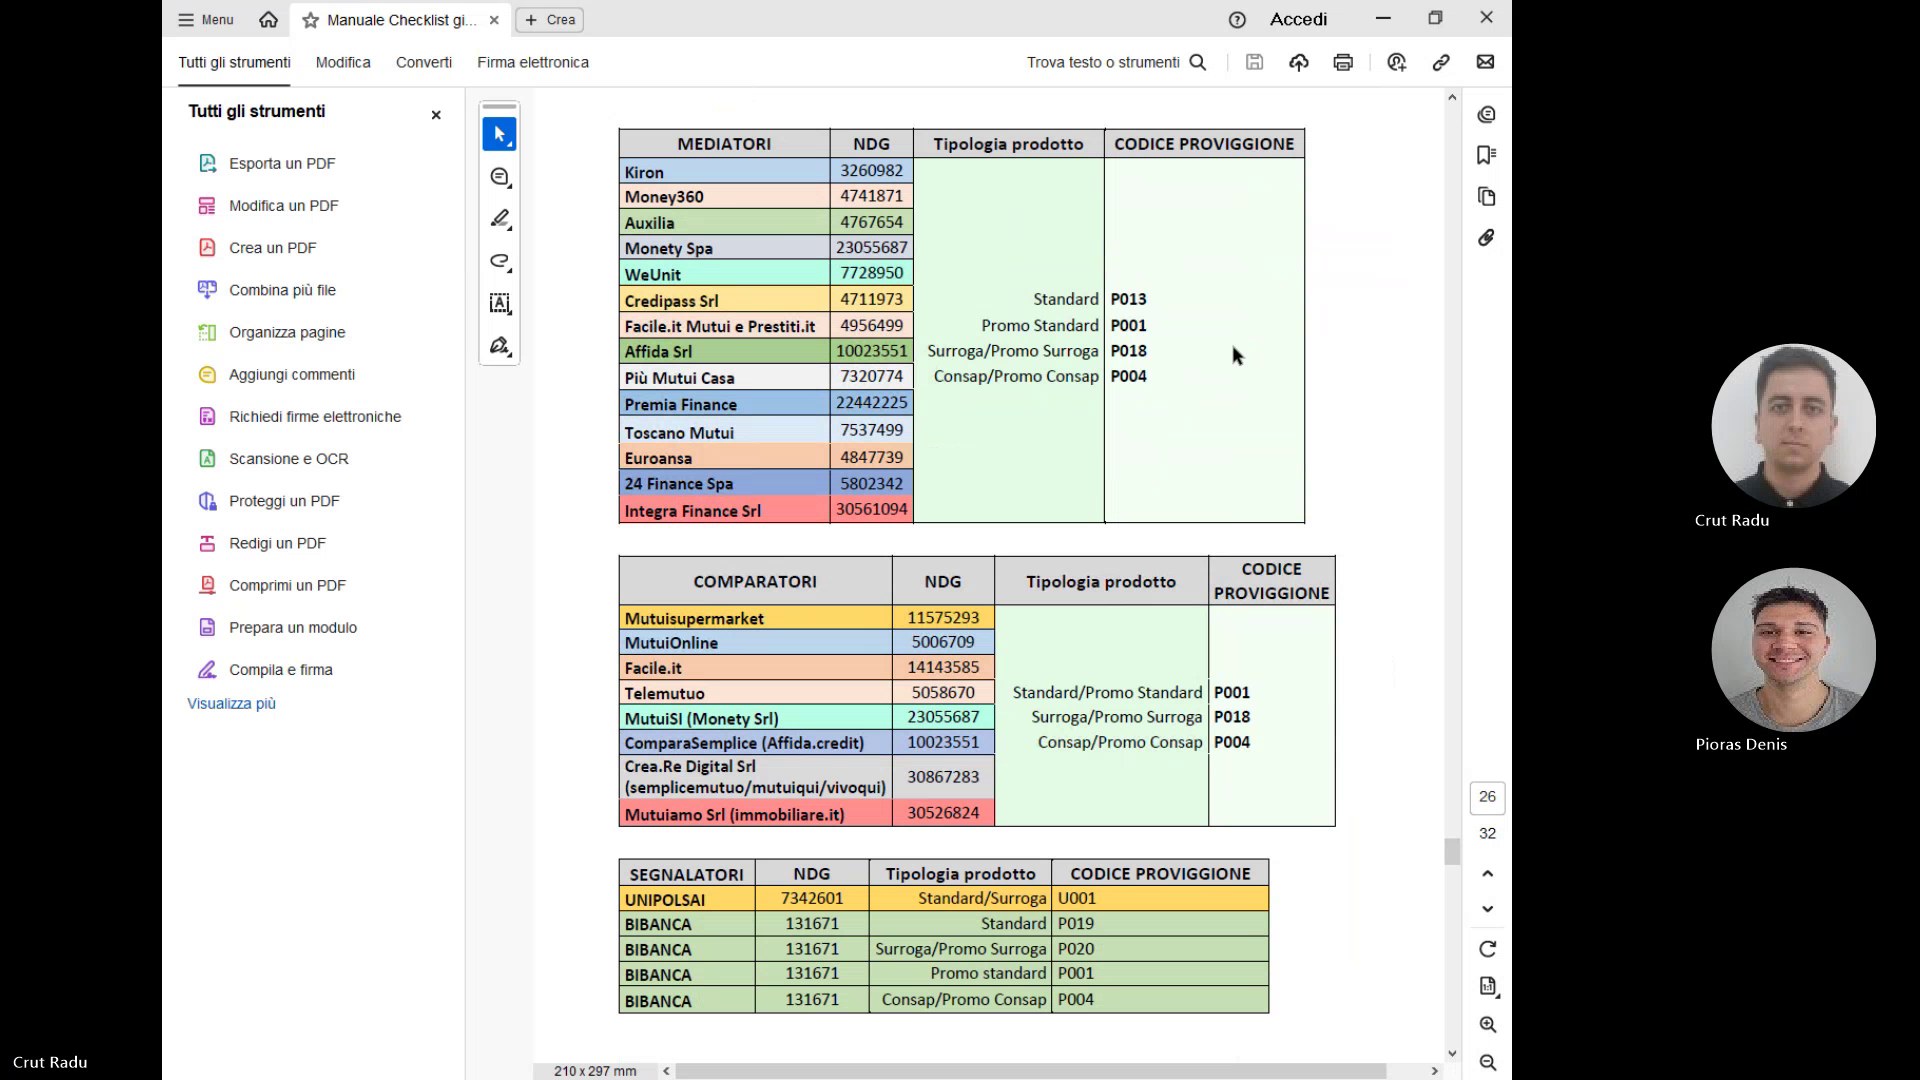 Menu
Manuale Checklist gi...
Crea
Accedi
Tutti gli strumenti
Modifica
Converti
Firma elettronica
Trova testo o strumenti
Tutti gli strumenti
Esporta un PDF
Modifica un PDF
Crea un PDF
Combina più file
Organizza pagine
Aggiungi commenti
Richiedi firme elettroniche
Scansione e OCR
Proteggi un PDF
Redigi un PDF
Comprimi un PDF
Prepara un modulo
Compila e firma
Visualizza più
MEDIATORI NDG Tipologia prodotto CODICE PROVIGGIONE
Kiron 3260982
Money360 4741871
Auxilia 4767654
Monety Spa 23055687
WeUnit 7728950
Credipass Srl 4711973 Standard P013
Facile.it Mutui e Prestiti.it 4956499 Promo Standard P001
Affida Srl 10023551 Surroga/Promo Surroga P018
Più Mutui Casa 7320774 Consap/Promo Consap P004
Premia Finance 22442225
Toscano Mutui 7537499
Euroansa 4847739
24 Finance Spa 5802342
Integra Finance Srl 30561094
COMPARATORI NDG Tipologia prodotto CODICE PROVIGGIONE
Mutuisupermarket 11575293
MutuiOnline 5006709
Facile.it 14143585
Telemutuo 5058670 Standard/Promo Standard P001
MutuiSI (Monety Srl) 23055687 Surroga/Promo Surroga P018
ComparaSemplice (Affida.credit) 10023551 Consap/Promo Consap P004
Crea.Re Digital Srl
(semplicemutuo/mutuiqui/vivoqui) 30867283
Mutuiamo Srl (immobiliare.it) 30526824
SEGNALATORI NDG Tipologia prodotto CODICE PROVIGGIONE
UNIPOLSAI 7342601 Standard/Surroga U001
BIBANCA 131671 Standard P019
BIBANCA 131671 Surroga/Promo Surroga P020
BIBANCA 131671 Promo standard P001
BIBANCA 131671 Consap/Promo Consap P004
210 x 297 mm
26
32
Crut Radu
Pioras Denis
Crut Radu